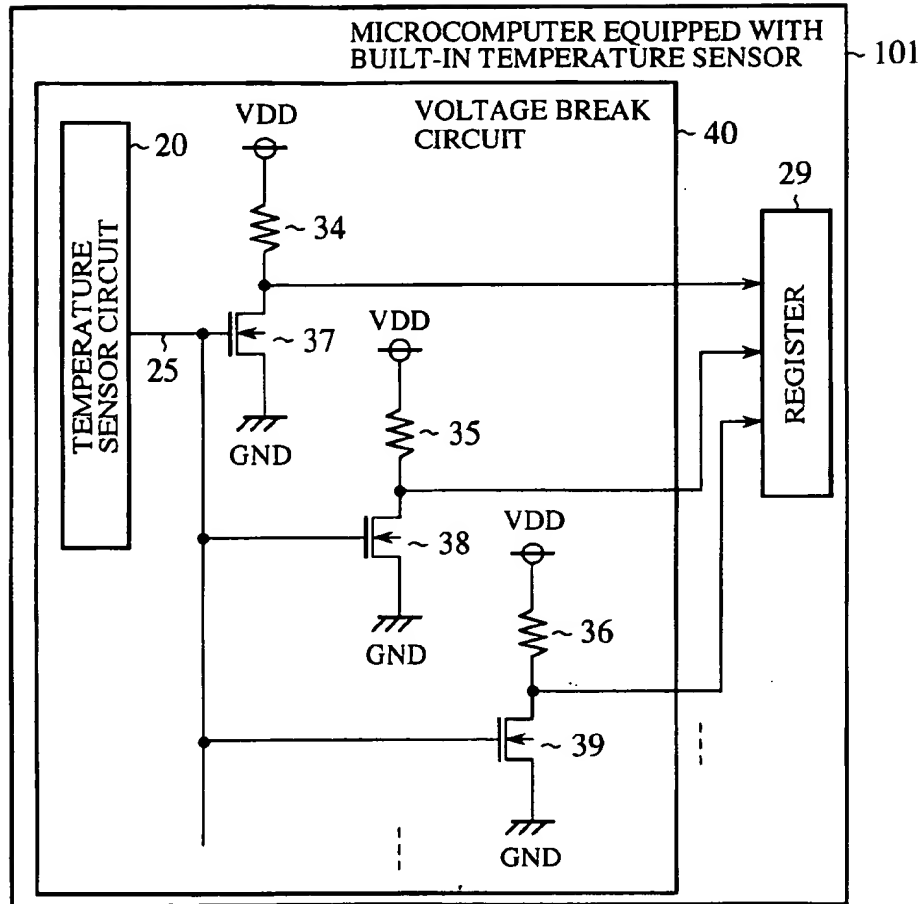 MICROCOMPUTER EQUIPPED WITH
BUILT-IN TEMPERATURE SENSOR
101
VOLTAGE BREAK
CIRCUIT
40
20
VDD
34
29
TEMPERATURE
SENSOR CIRCUIT
25
37
GND
VDD
35
REGISTER
38
GND
VDD
36
39
GND